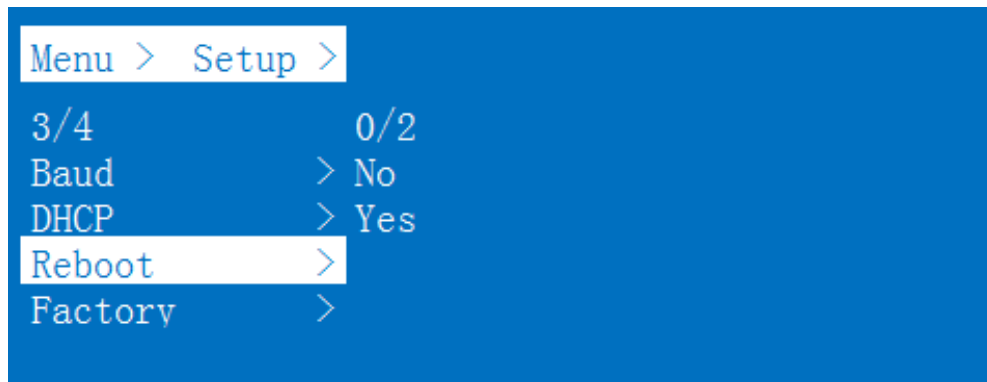 Menu > Setup >
3/4 0/2
Baud > No
DHCP > Yes
Reboot >
Factory >